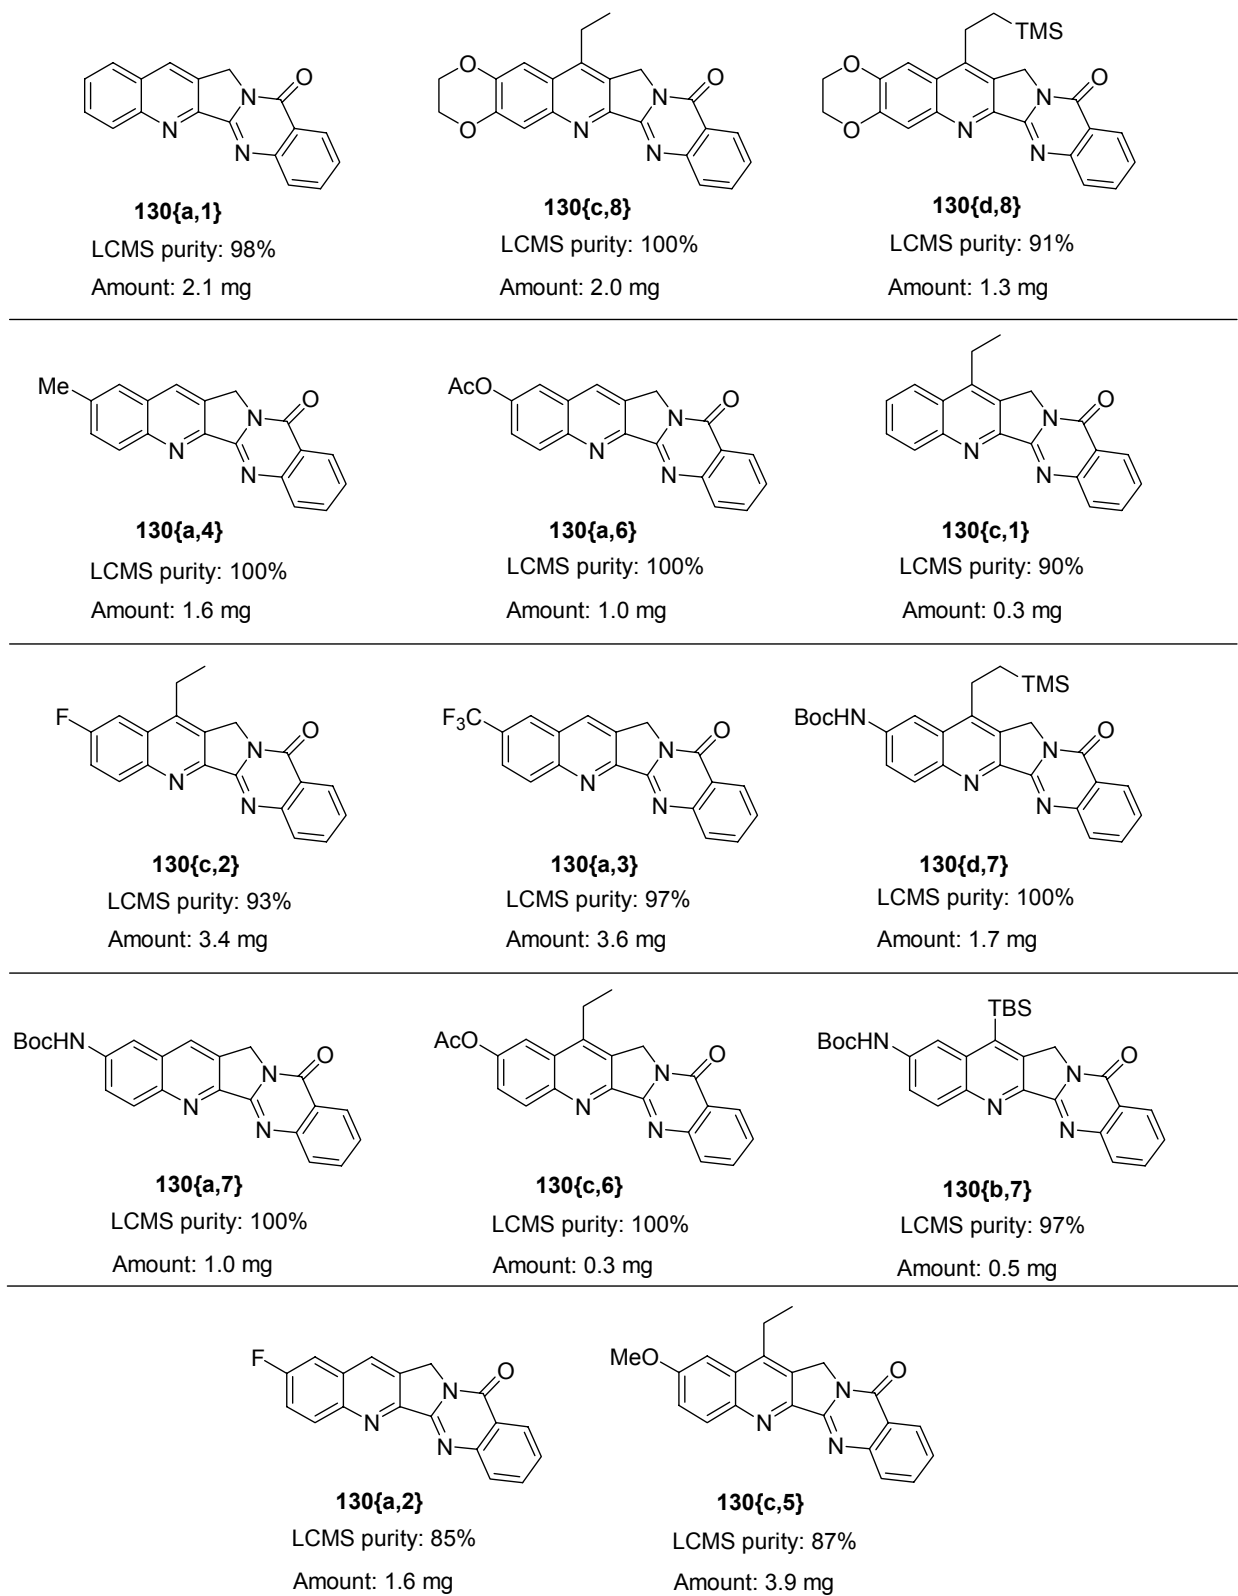 O
N
N
N
130{a,1}
LCMS purity: 98%
Amount: 2.1 mg
O
O
O
N
N
N
130{c,8}
LCMS purity: 100%
Amount: 2.0 mg
TMS
O
O
O
N
N
N
130{d,8}
LCMS purity: 91%
Amount: 1.3 mg
Me
O
N
N
N
130{a,4}
LCMS purity: 100%
Amount: 1.6 mg
AcO
O
N
N
N
130{a,6}
LCMS purity: 100%
Amount: 1.0 mg
O
N
N
N
130{c,1}
LCMS purity: 90%
Amount: 0.3 mg
F
O
N
N
N
130{c,2}
LCMS purity: 93%
Amount: 3.4 mg
F3C
O
N
N
N
130{a,3}
LCMS purity: 97%
Amount: 3.6 mg
TMS
BocHN
O
N
N
N
130{d,7}
LCMS purity: 100%
Amount: 1.7 mg
BocHN
O
N
N
N
130{a,7}
LCMS purity: 100%
Amount: 1.0 mg
AcO
O
N
N
N
130{c,6}
LCMS purity: 100%
Amount: 0.3 mg
TBS
BocHN
O
N
N
N
130{b,7}
LCMS purity: 97%
Amount: 0.5 mg
F
O
N
N
N
130{a,2}
LCMS purity: 85%
Amount: 1.6 mg
MeO
O
N
N
N
130{c,5}
LCMS purity: 87%
Amount: 3.9 mg